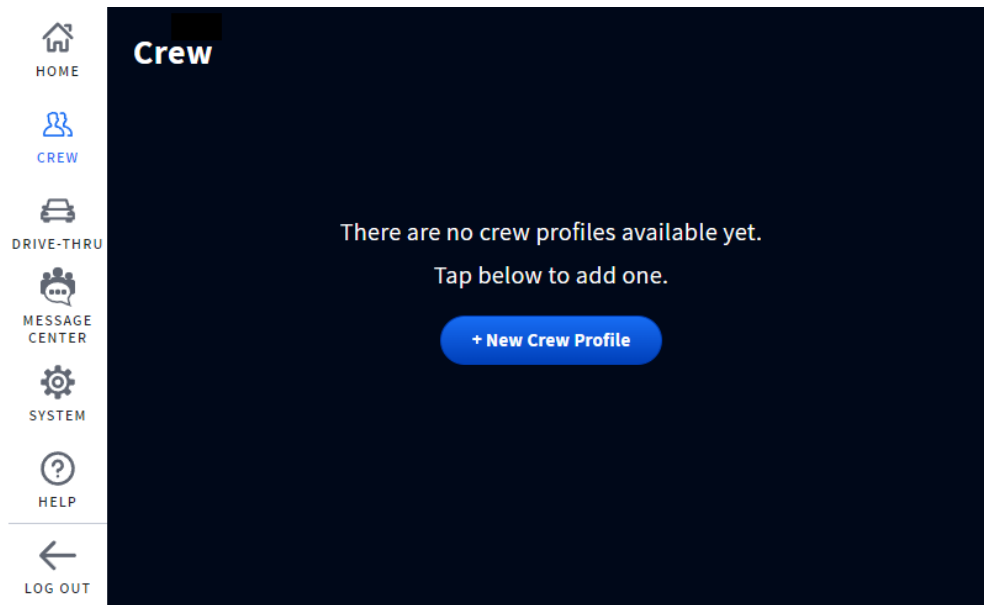 HOME
CREW
DRIVE-THRU
MESSAGE
CENTER
SYSTEM
HELP
LOG OUT
Crew
There are no crew profiles available yet.
Tap below to add one.
+ New Crew Profile